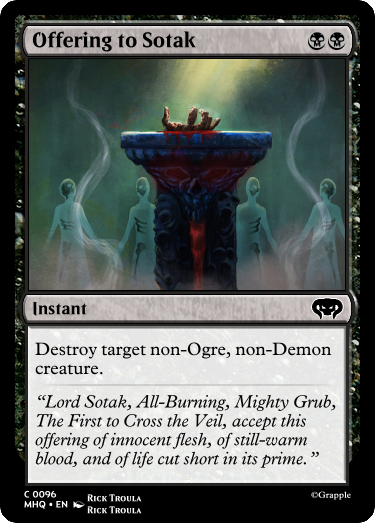 Offering to Sotak
Instant
Destroy target non-Ogre, non-Demon
creature.
“Lord Sotak, All-Burning, Mighty Grub,
The First to Cross the Veil, accept this
offering of innocent flesh, of still-warm
blood, and of life cut short in its prime.”
C 0096
MHQ • EN Rick Troula
Rick Troula
©Grapple